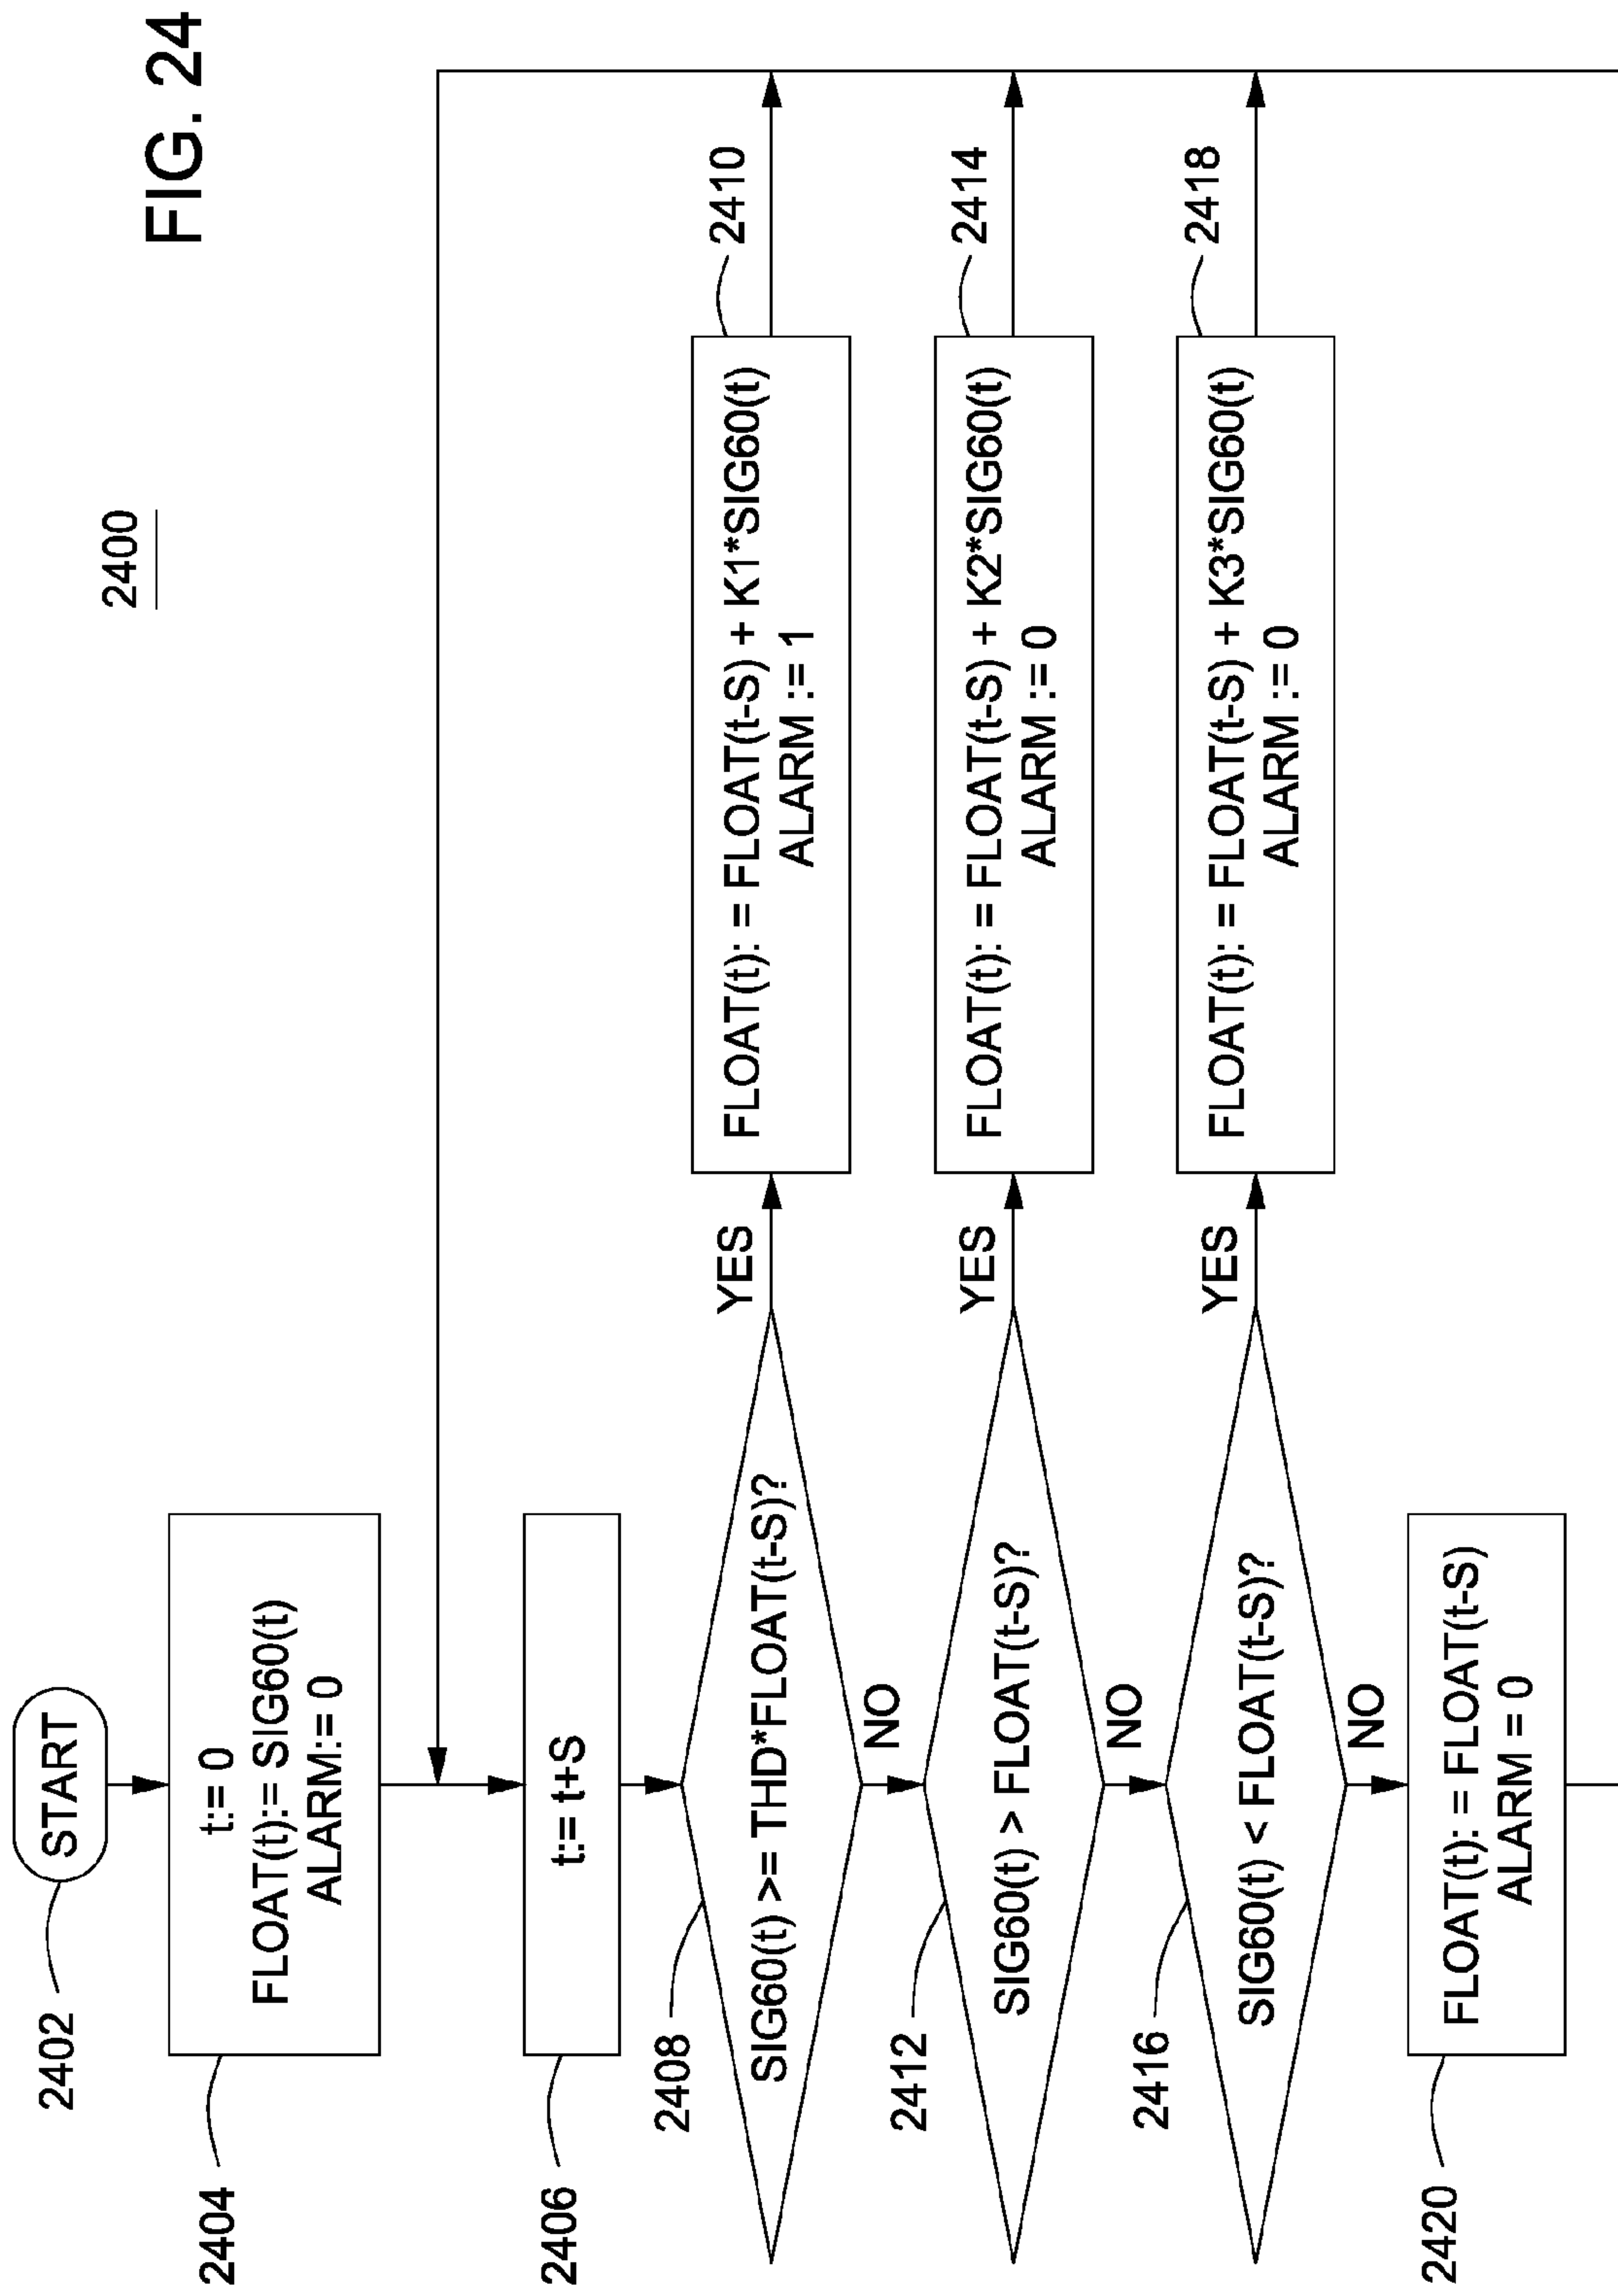 FIG. 24
2400
START
2402
t:= 0
FLOAT(t):= SIG60(t)
ALARM:= 0
2404
t:= t+S
2406
SIG60(t) >= THD*FLOAT(t-S)?
2408
YES
FLOAT(t): = FLOAT(t-S) + K1*SIG60(t)
ALARM := 1
2410
NO
SIG60(t) > FLOAT(t-S)?
2412
YES
FLOAT(t): = FLOAT(t-S) + K2*SIG60(t)
ALARM := 0
2414
NO
SIG60(t) < FLOAT(t-S)?
2416
YES
FLOAT(t): = FLOAT(t-S) + K3*SIG60(t)
ALARM := 0
2418
NO
FLOAT(t): = FLOAT(t-S)
ALARM = 0
2420